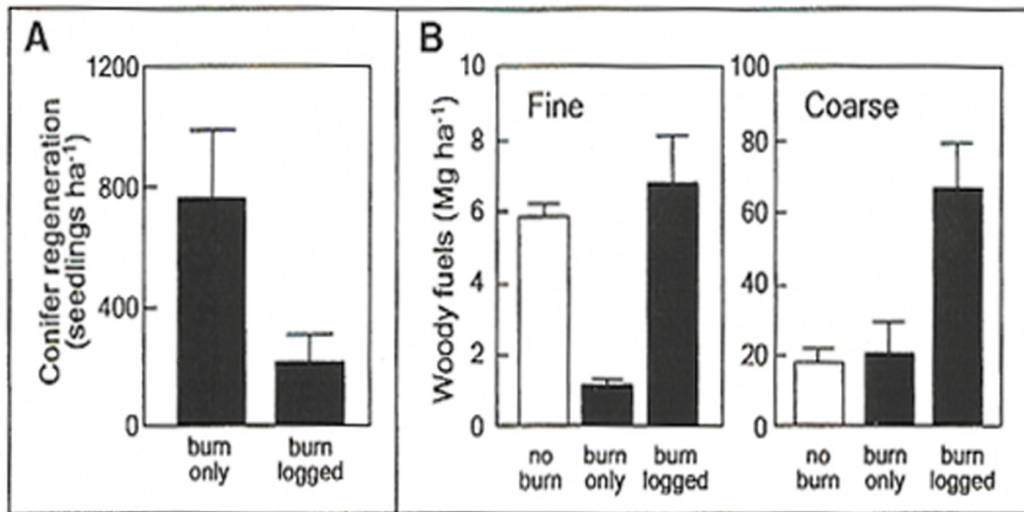 A
Conifer regeneration
(seedlings ha⁻¹)
1200
800
400
0
burn
only
burn
logged
B
Woody fuels (Mg ha⁻¹)
10
8
6
4
2
0
Fine
no
burn
burn
only
burn
logged
100
80
60
40
20
0
Coarse
no
burn
burn
only
burn
logged